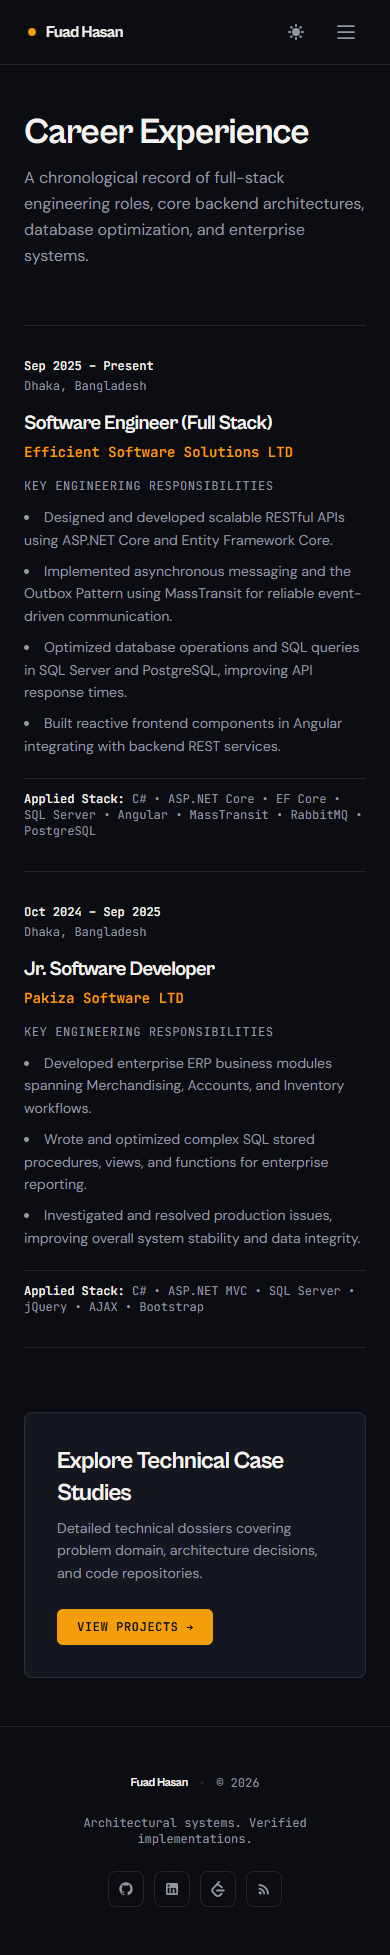 Fuad Hasan
Career Experience
A chronological record of full-stack
engineering roles, core backend architectures,
database optimization, and enterprise
systems.
Sep 2025 – Present
Dhaka, Bangladesh
Software Engineer (Full Stack)
Efficient Software Solutions LTD
KEY ENGINEERING RESPONSIBILITIES
• Designed and developed scalable RESTful APIs
using ASP.NET Core and Entity Framework Core.
• Implemented asynchronous messaging and the
Outbox Pattern using MassTransit for reliable event-
driven communication.
• Optimized database operations and SQL queries
in SQL Server and PostgreSQL, improving API
response times.
• Built reactive frontend components in Angular
integrating with backend REST services.
Applied Stack: C# • ASP.NET Core • EF Core •
SQL Server • Angular • MassTransit • RabbitMQ •
PostgreSQL
Oct 2024 – Sep 2025
Dhaka, Bangladesh
Jr. Software Developer
Pakiza Software LTD
KEY ENGINEERING RESPONSIBILITIES
• Developed enterprise ERP business modules
spanning Merchandising, Accounts, and Inventory
workflows.
• Wrote and optimized complex SQL stored
procedures, views, and functions for enterprise
reporting.
• Investigated and resolved production issues,
improving overall system stability and data integrity.
Applied Stack: C# • ASP.NET MVC • SQL Server •
jQuery • AJAX • Bootstrap
Explore Technical Case
Studies
Detailed technical dossiers covering
problem domain, architecture decisions,
and code repositories.
VIEW PROJECTS →
Fuad Hasan • © 2026
Architectural systems. Verified
implementations.